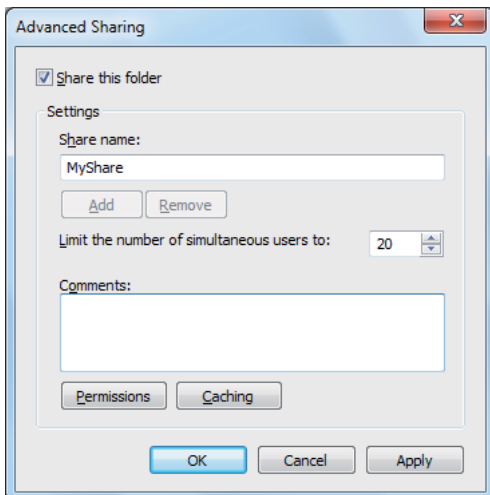 Advanced Sharing
Share this folder
Settings
Share name:
MyShare
Add Remove
Limit the number of simultaneous users to: 20
Comments:
Permissions Caching
OK Cancel Apply